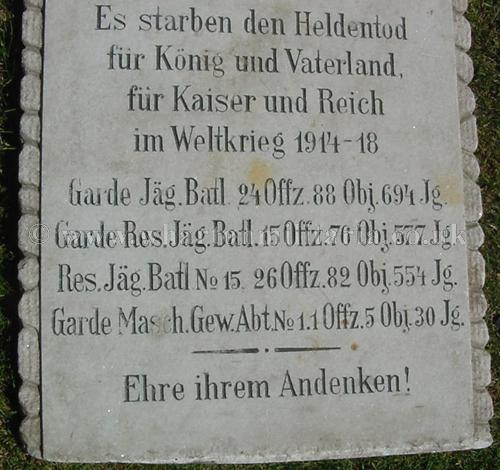 Es starben den Heldentod
für König und Vaterland,
für Kaiser und Reich
im Weltkrieg 1914-18
Garde Jäg. Batl. 24 Offz. 88 Obj. 694 Jg.
Garde Res. Jäg. Batl. 15 Offz. 76 Obj. 577 Jg.
Res. Jäg. Batl No 15. 26 Offz. 82 Obj. 554 Jg.
Garde Masch. Gew. Abt. No 1. 1 Offz. 5 Obj. 30 Jg.
Ehre ihrem Andenken!